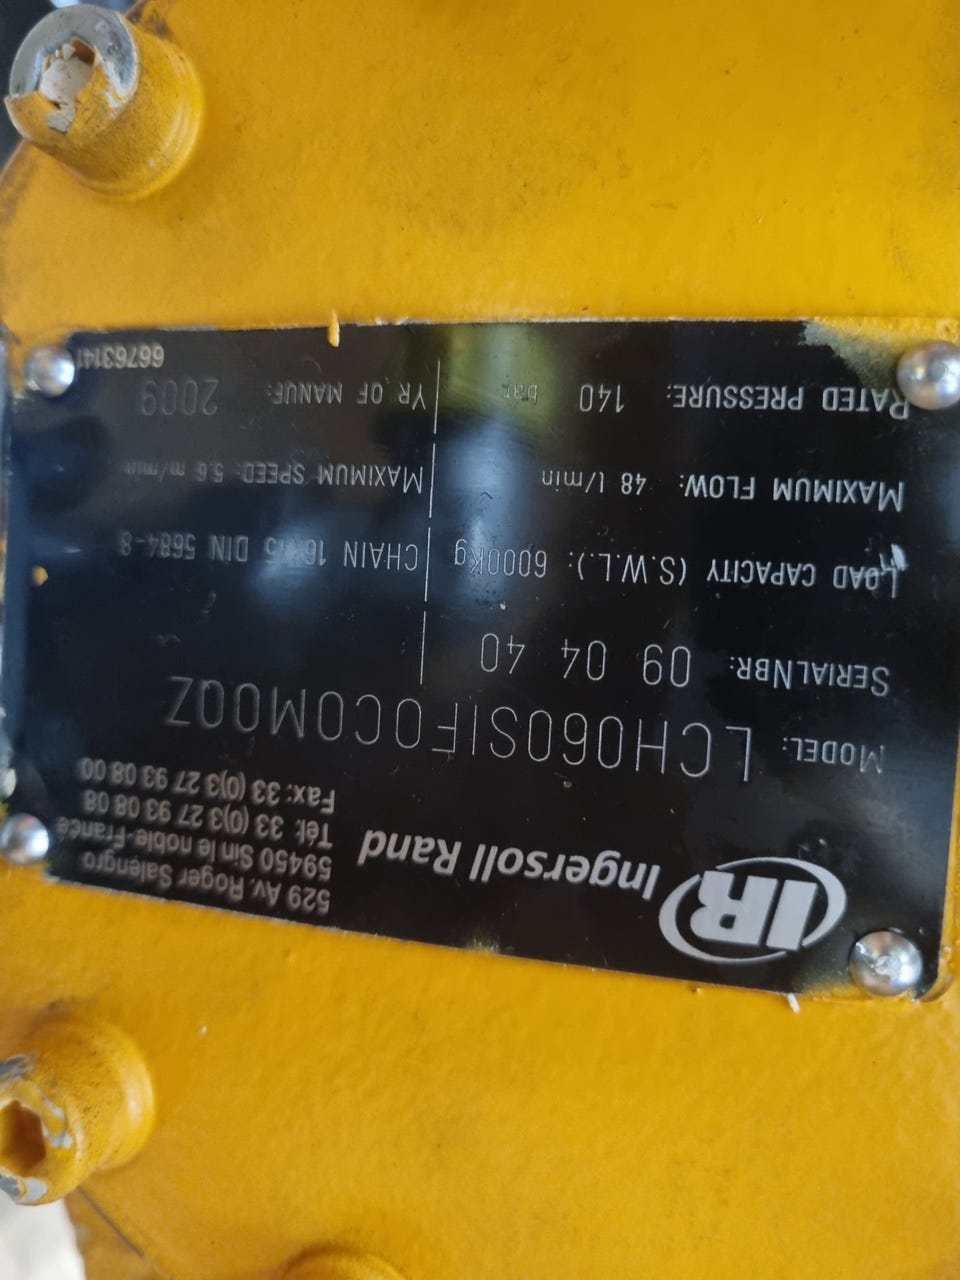 IR Ingersoll Rand
529 Av. Roger Salengro
59450 Sin le noble-France
Tél: 33 (0)3 27 93 08 08
Fax: 33 (0)3 27 93 08 00
MODEL: LCH060SIF0C0M0QZ
SERIALNBR: 09 04 40
LOAD CAPACITY (S.W.L.): 6000Kg CHAIN 16X45 DIN 5684-8
MAXIMUM FLOW: 48 l/min MAXIMUM SPEED: 5.6 m/min
RATED PRESSURE: 140 bar YR OF MANUF: 2009